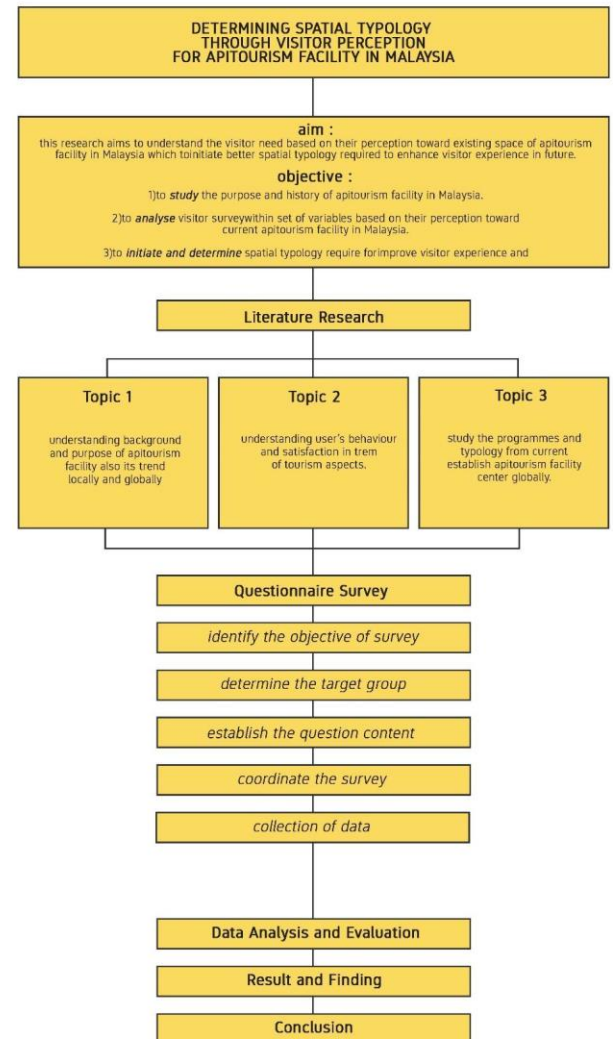 DETERMINING SPATIAL TYPOLOGY
THROUGH VISITOR PERCEPTION
FOR APITOURISM FACILITY IN MALAYSIA
aim :
this research aims to understand the visitor need based on their perception toward existing space of apitourism
facility in Malaysia which toinitiate better spatial typology required to enhance visitor experience in future.
objective :
1)to study the purpose and history of apitourism facility in Malaysia.
2)to analyse visitor surveywithin set of variables based on their perception toward
current apitourism facility in Malaysia.
3)to initiate and determine spatial typology require forimprove visitor experience and
Literature Research
Topic 1
understanding background
and purpose of apitourism
facility also its trend
locally and globally
Topic 2
understanding user's behaviour
and satisfaction in trem
of tourism aspects.
Topic 3
study the programmes and
typology from current
establish apitourism facility
center globally.
Questionnaire Survey
identify the objective of survey
determine the target group
establish the question content
coordinate the survey
collection of data
Data Analysis and Evaluation
Result and Finding
Conclusion